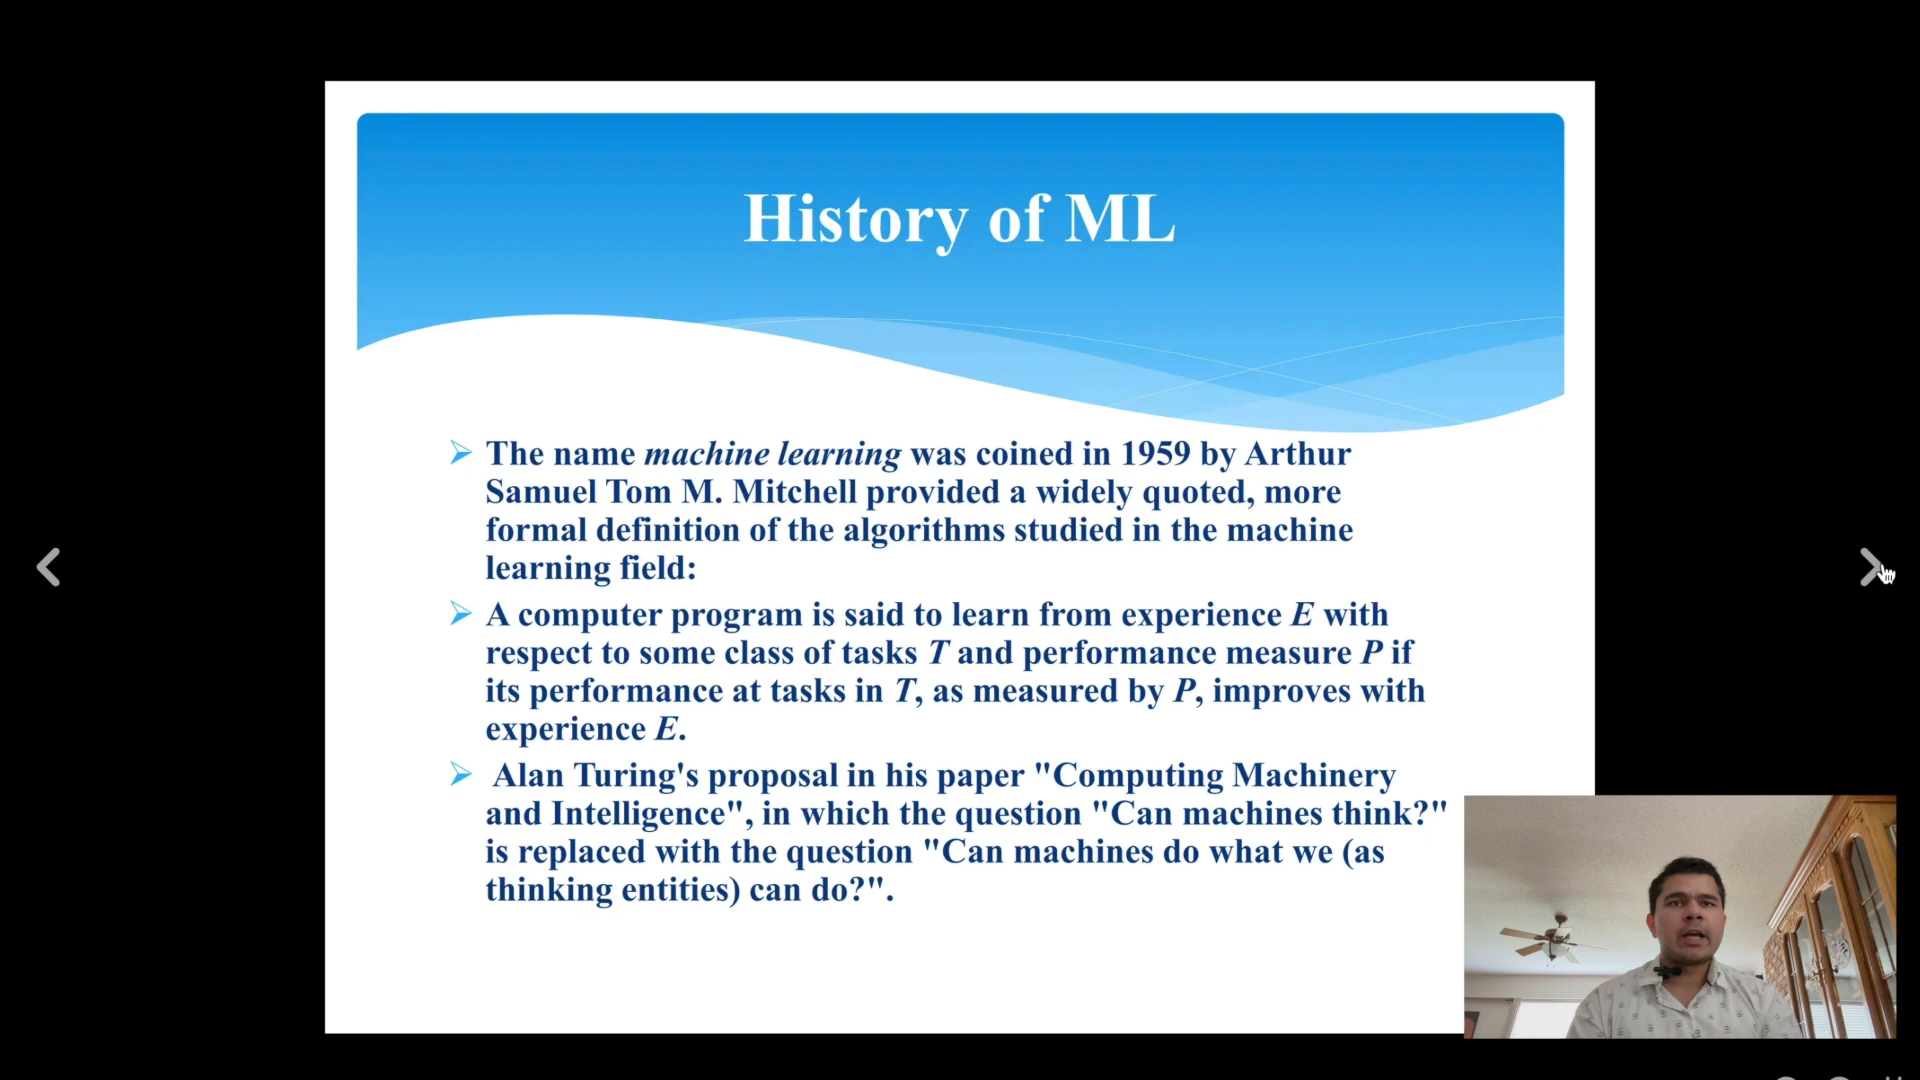 History of ML
The name machine learning was coined in 1959 by Arthur
Samuel Tom M. Mitchell provided a widely quoted, more
formal definition of the algorithms studied in the machine
learning field:
A computer program is said to learn from experience E with
respect to some class of tasks T and performance measure P if
its performance at tasks in T, as measured by P, improves with
experience E.
Alan Turing's proposal in his paper "Computing Machinery
and Intelligence", in which the question "Can machines think?"
is replaced with the question "Can machines do what we (as
thinking entities) can do?".